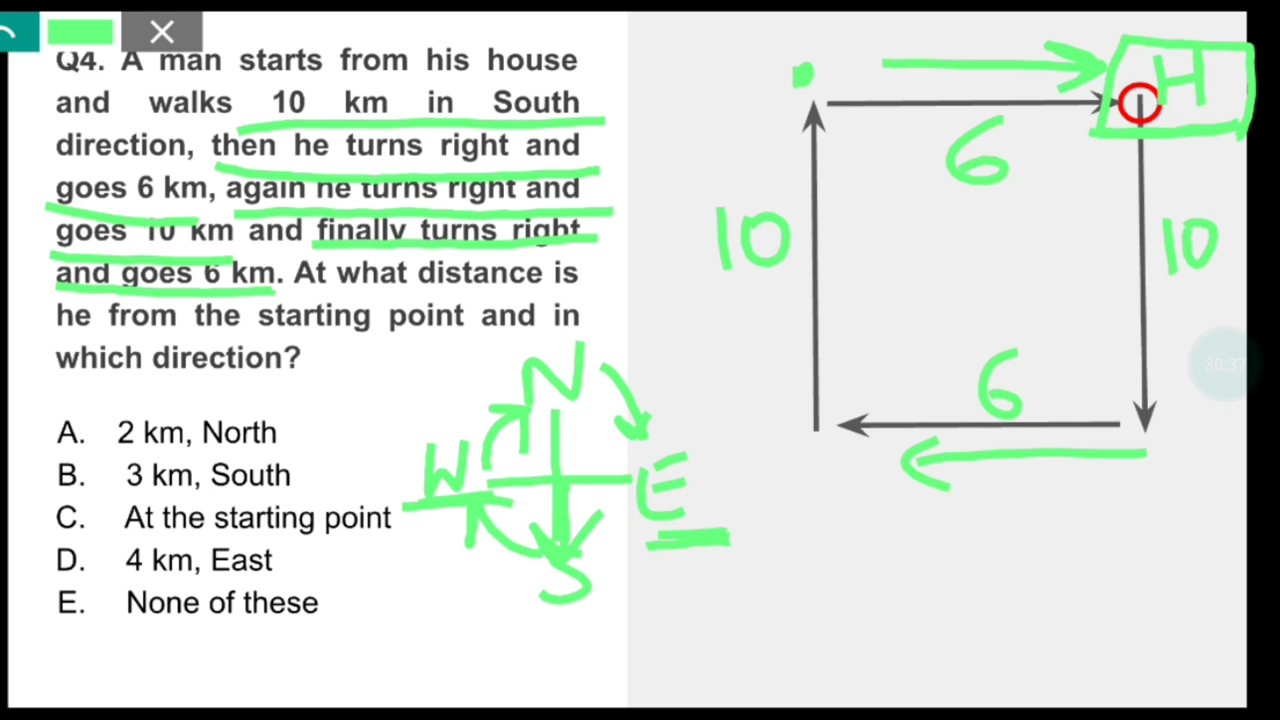 Q4. A man starts from his house
and walks 10 km in South
direction, then he turns right and
goes 6 km, again he turns right and
goes 10 km and finally turns right
and goes 6 km. At what distance is
he from the starting point and in
which direction?
A. 2 km, North
B. 3 km, South
C. At the starting point
D. 4 km, East
E. None of these
N
W
E
S
H
6
10
10
6
30:37